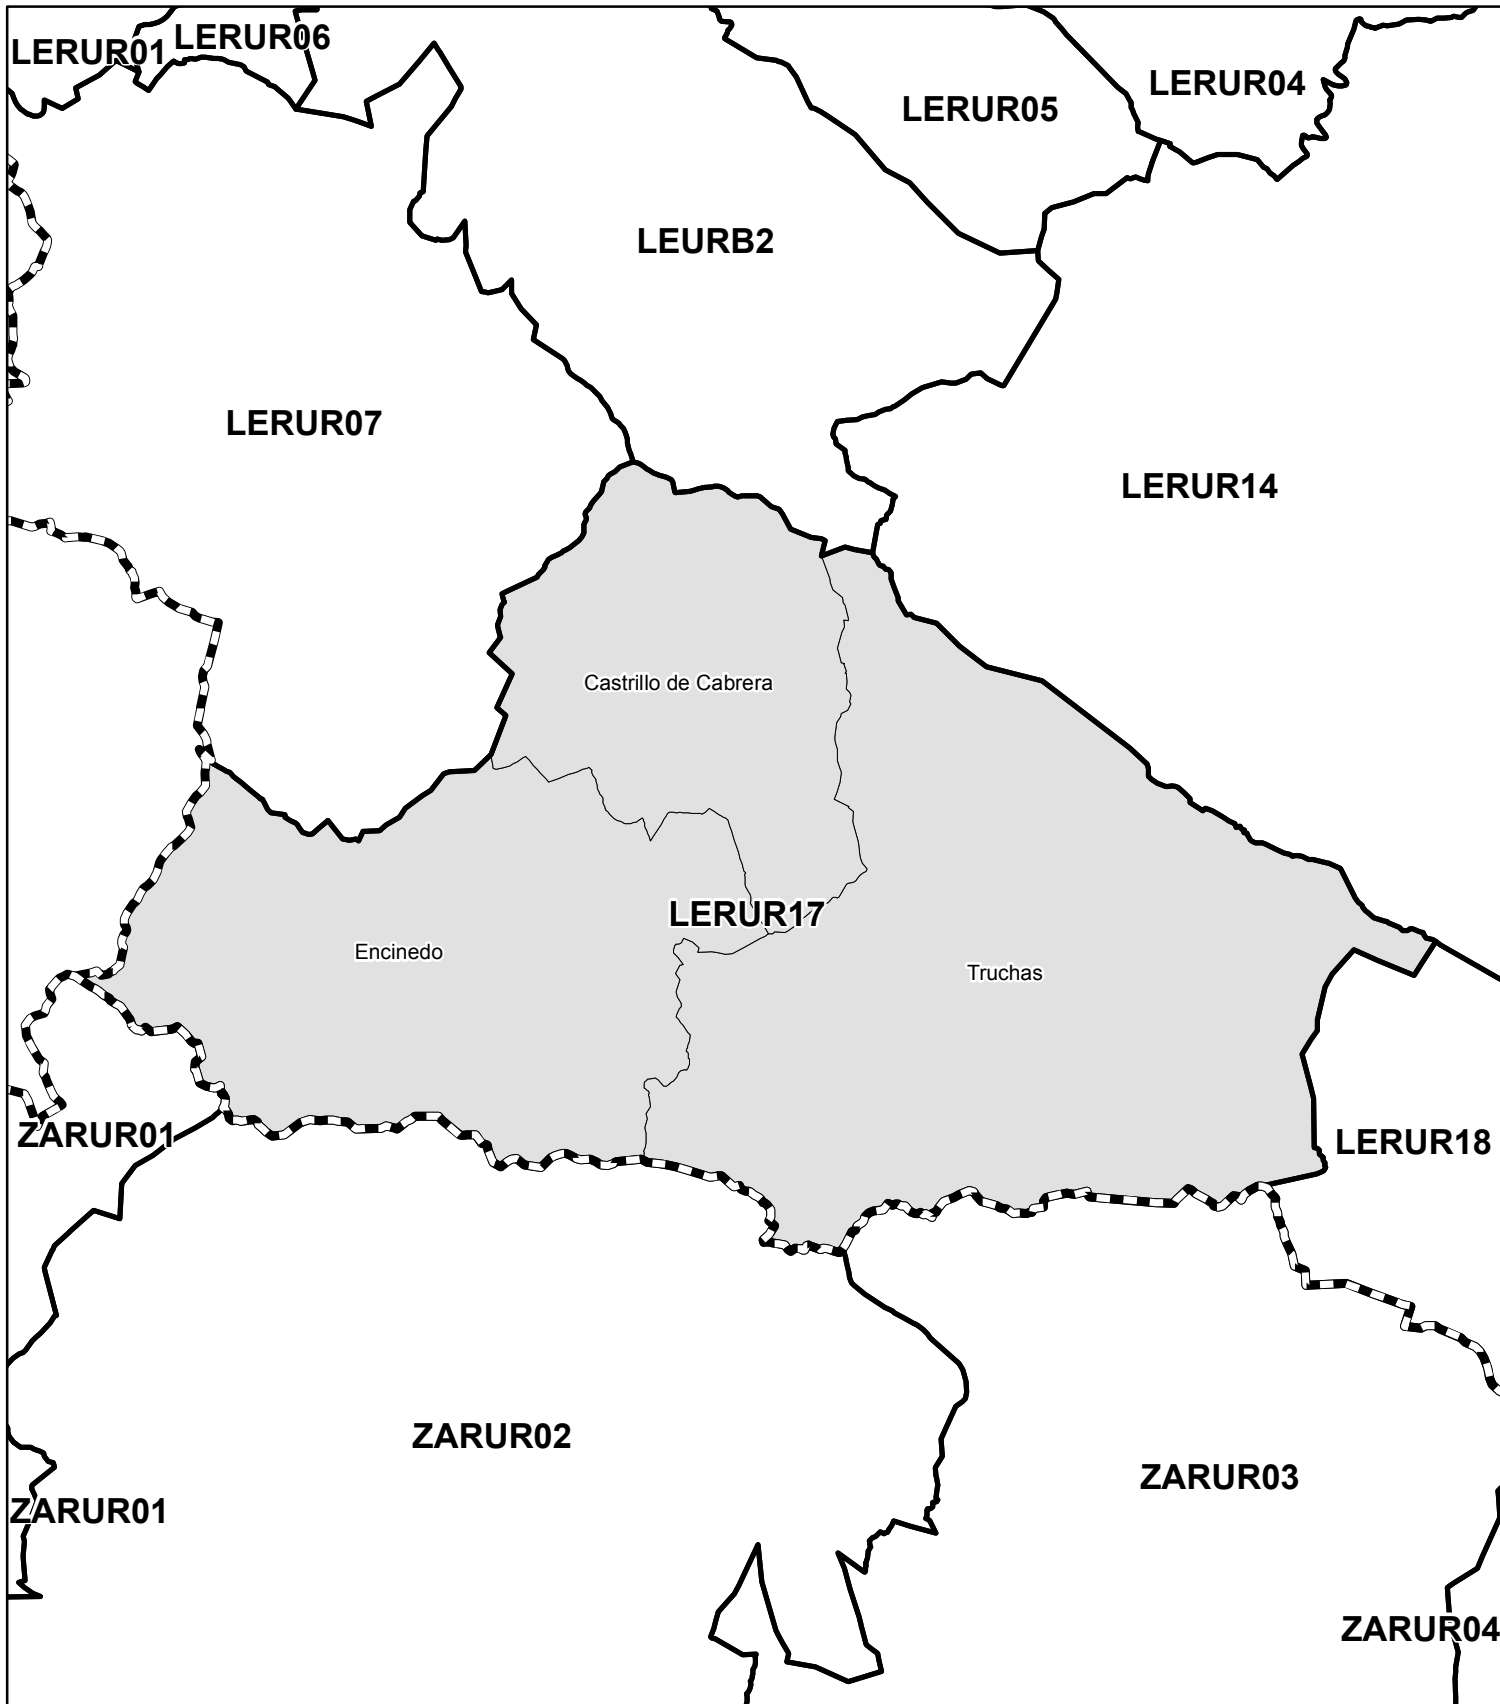 LERUR01
LERUR06
LERUR05
LERUR04
LEURB2
LERUR07
LERUR14
Castrillo de Cabrera
LERUR17
Encinedo
Truchas
ZARUR01
LERUR18
ZARUR02
ZARUR03
ZARUR01
ZARUR04